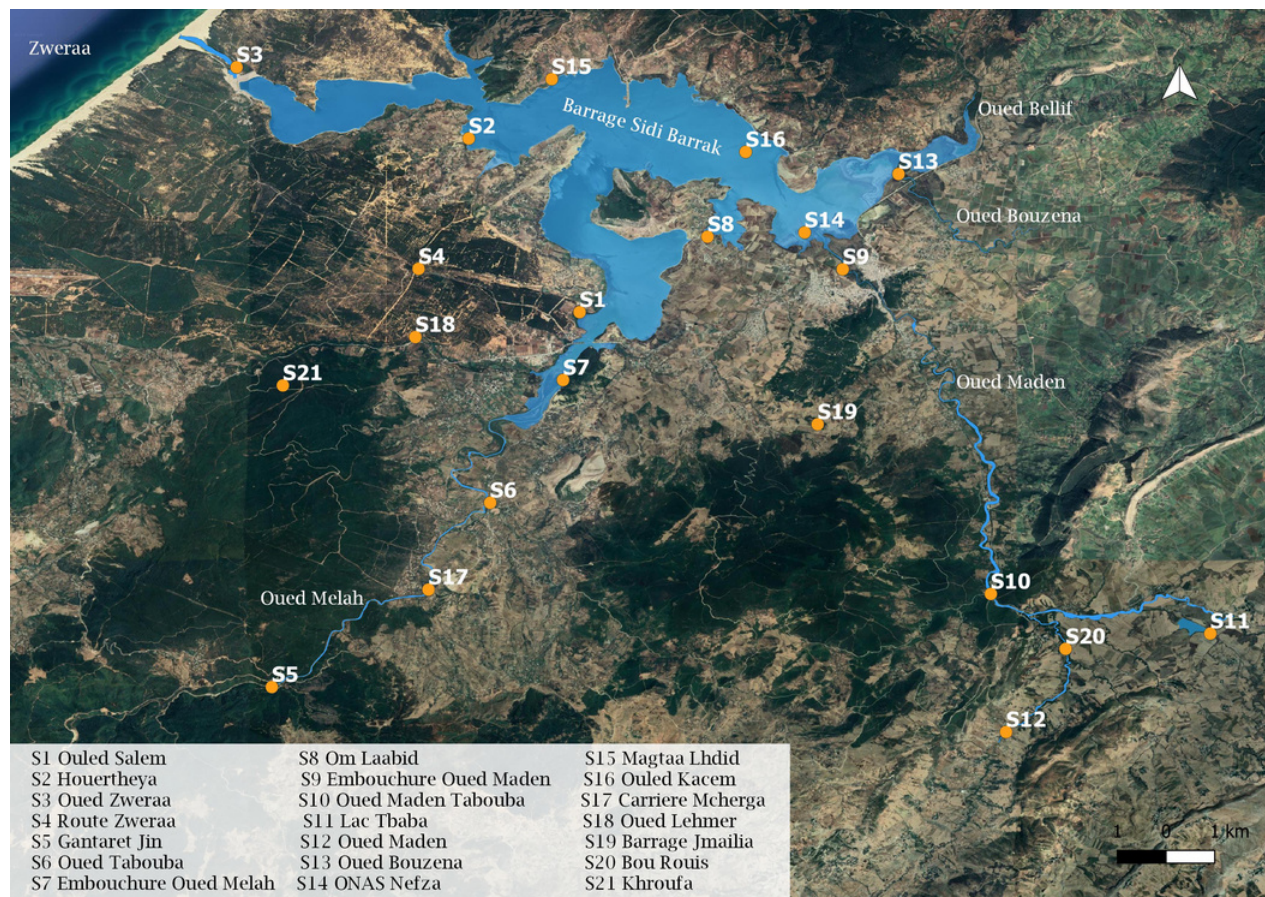 Zweraa
S3
S15
Barrage Sidi Barrak
Oued Bellif
S2
S16
S13
Oued Bouzena
S8
S14
S4
S9
S1
S18
S7
S21
Oued Maden
S19
S6
S17
S10
Oued Melah
S11
S20
S5
S12
S1 Ouled Salem
S2 Houertheya
S3 Oued Zweraa
S4 Route Zweraa
S5 Gantaret Jin
S6 Oued Tabouba
S7 Embouchure Oued Melah
S8 Om Laabid
S9 Embouchure Oued Maden
S10 Oued Maden Tabouba
S11 Lac Tbaba
S12 Oued Maden
S13 Oued Bouzena
S14 ONAS Nefza
S15 Magtaa Lhdid
S16 Ouled Kacem
S17 Carriere Mcherga
S18 Oued Lehmer
S19 Barrage Jmailia
S20 Bou Rouis
S21 Khroufa
1 0 1 km